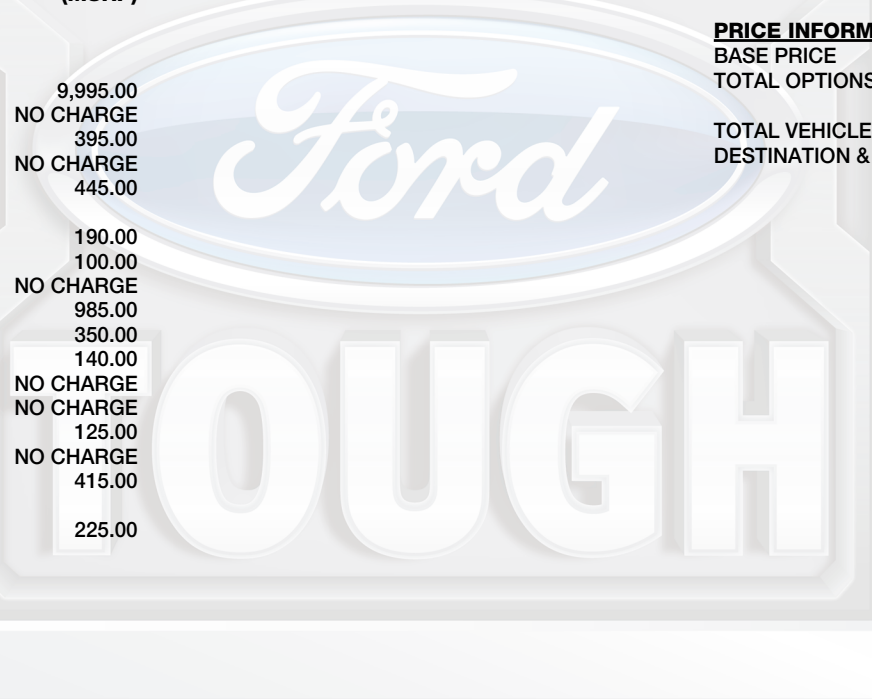 (MSRP)
9,995.00
NO CHARGE
395.00
NO CHARGE
445.00
190.00
100.00
NO CHARGE
985.00
350.00
140.00
NO CHARGE
NO CHARGE
125.00
NO CHARGE
415.00
225.00
PRICE INFORM
BASE PRICE
TOTAL OPTIONS
TOTAL VEHICLE
DESTINATION &
Ford
TOUGH